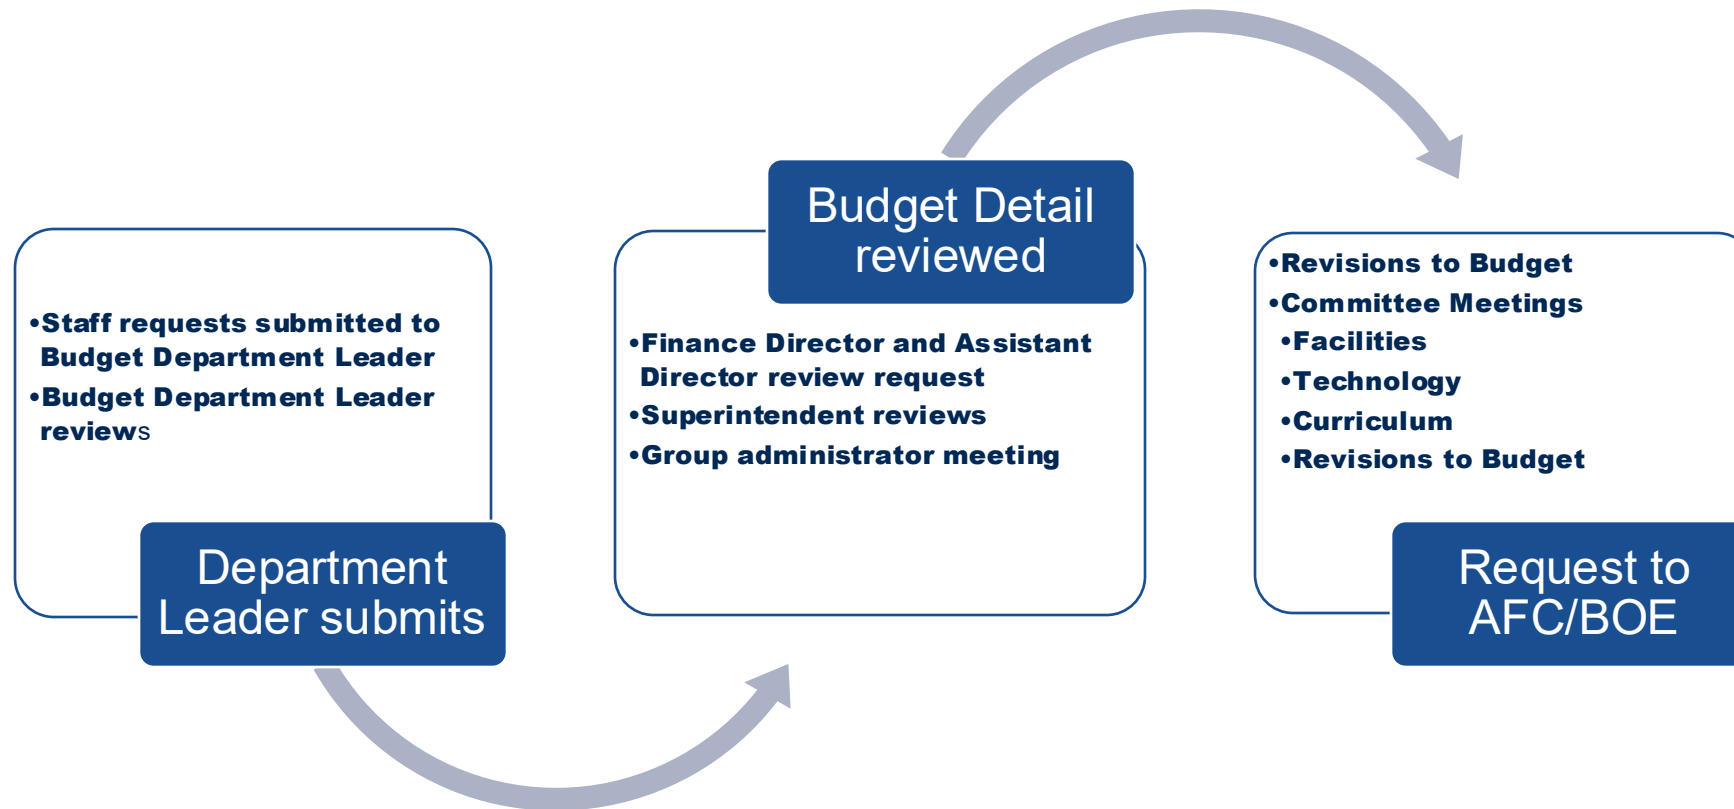 •Staff requests submitted to
Budget Department Leader
•Budget Department Leader
reviews
Department
Leader submits
Budget Detail
reviewed
•Finance Director and Assistant
Director review request
•Superintendent reviews
•Group administrator meeting
•Revisions to Budget
•Committee Meetings
•Facilities
•Technology
•Curriculum
•Revisions to Budget
Request to
AFC/BOE